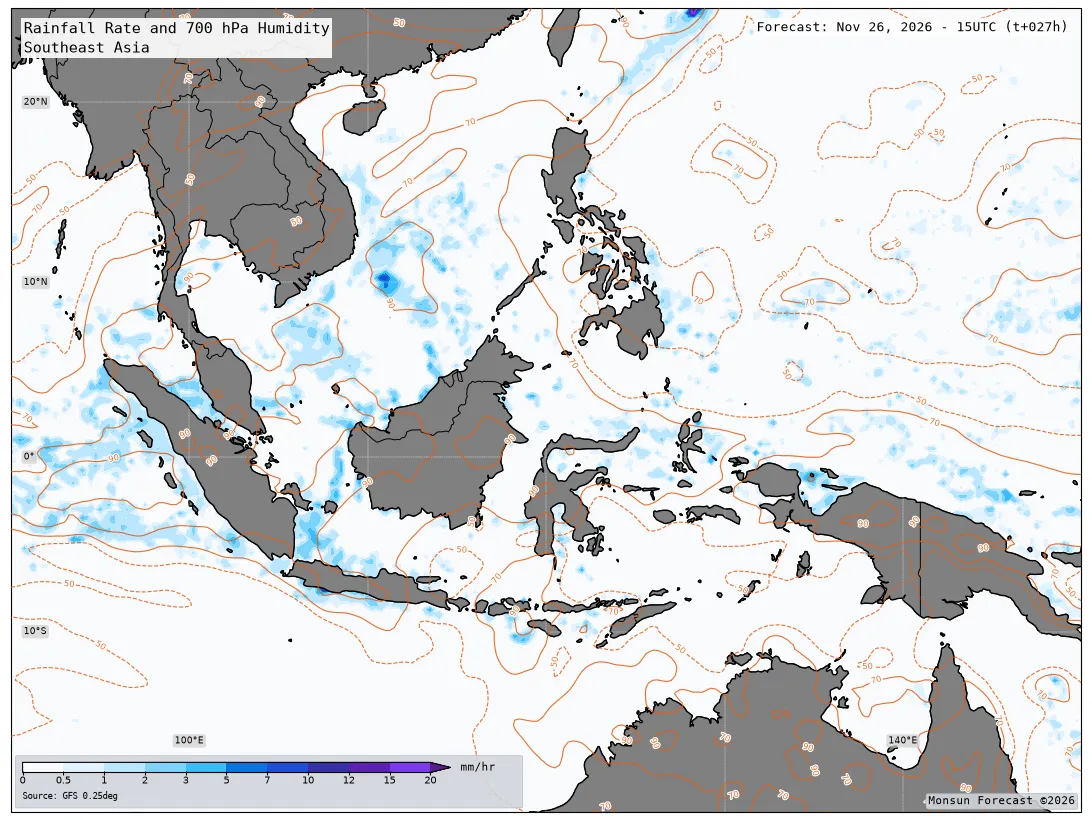 Rainfall Rate and 700 hPa Humidity
Southeast Asia
Forecast: Nov 26, 2026 - 15UTC (t+027h)
20°N
10°N
0°
10°S
100°E
140°E
0 0.5 1 2 3 5 7 10 12 15 20 mm/hr
Source: GFS 0.25deg
Monsun Forecast ©2026